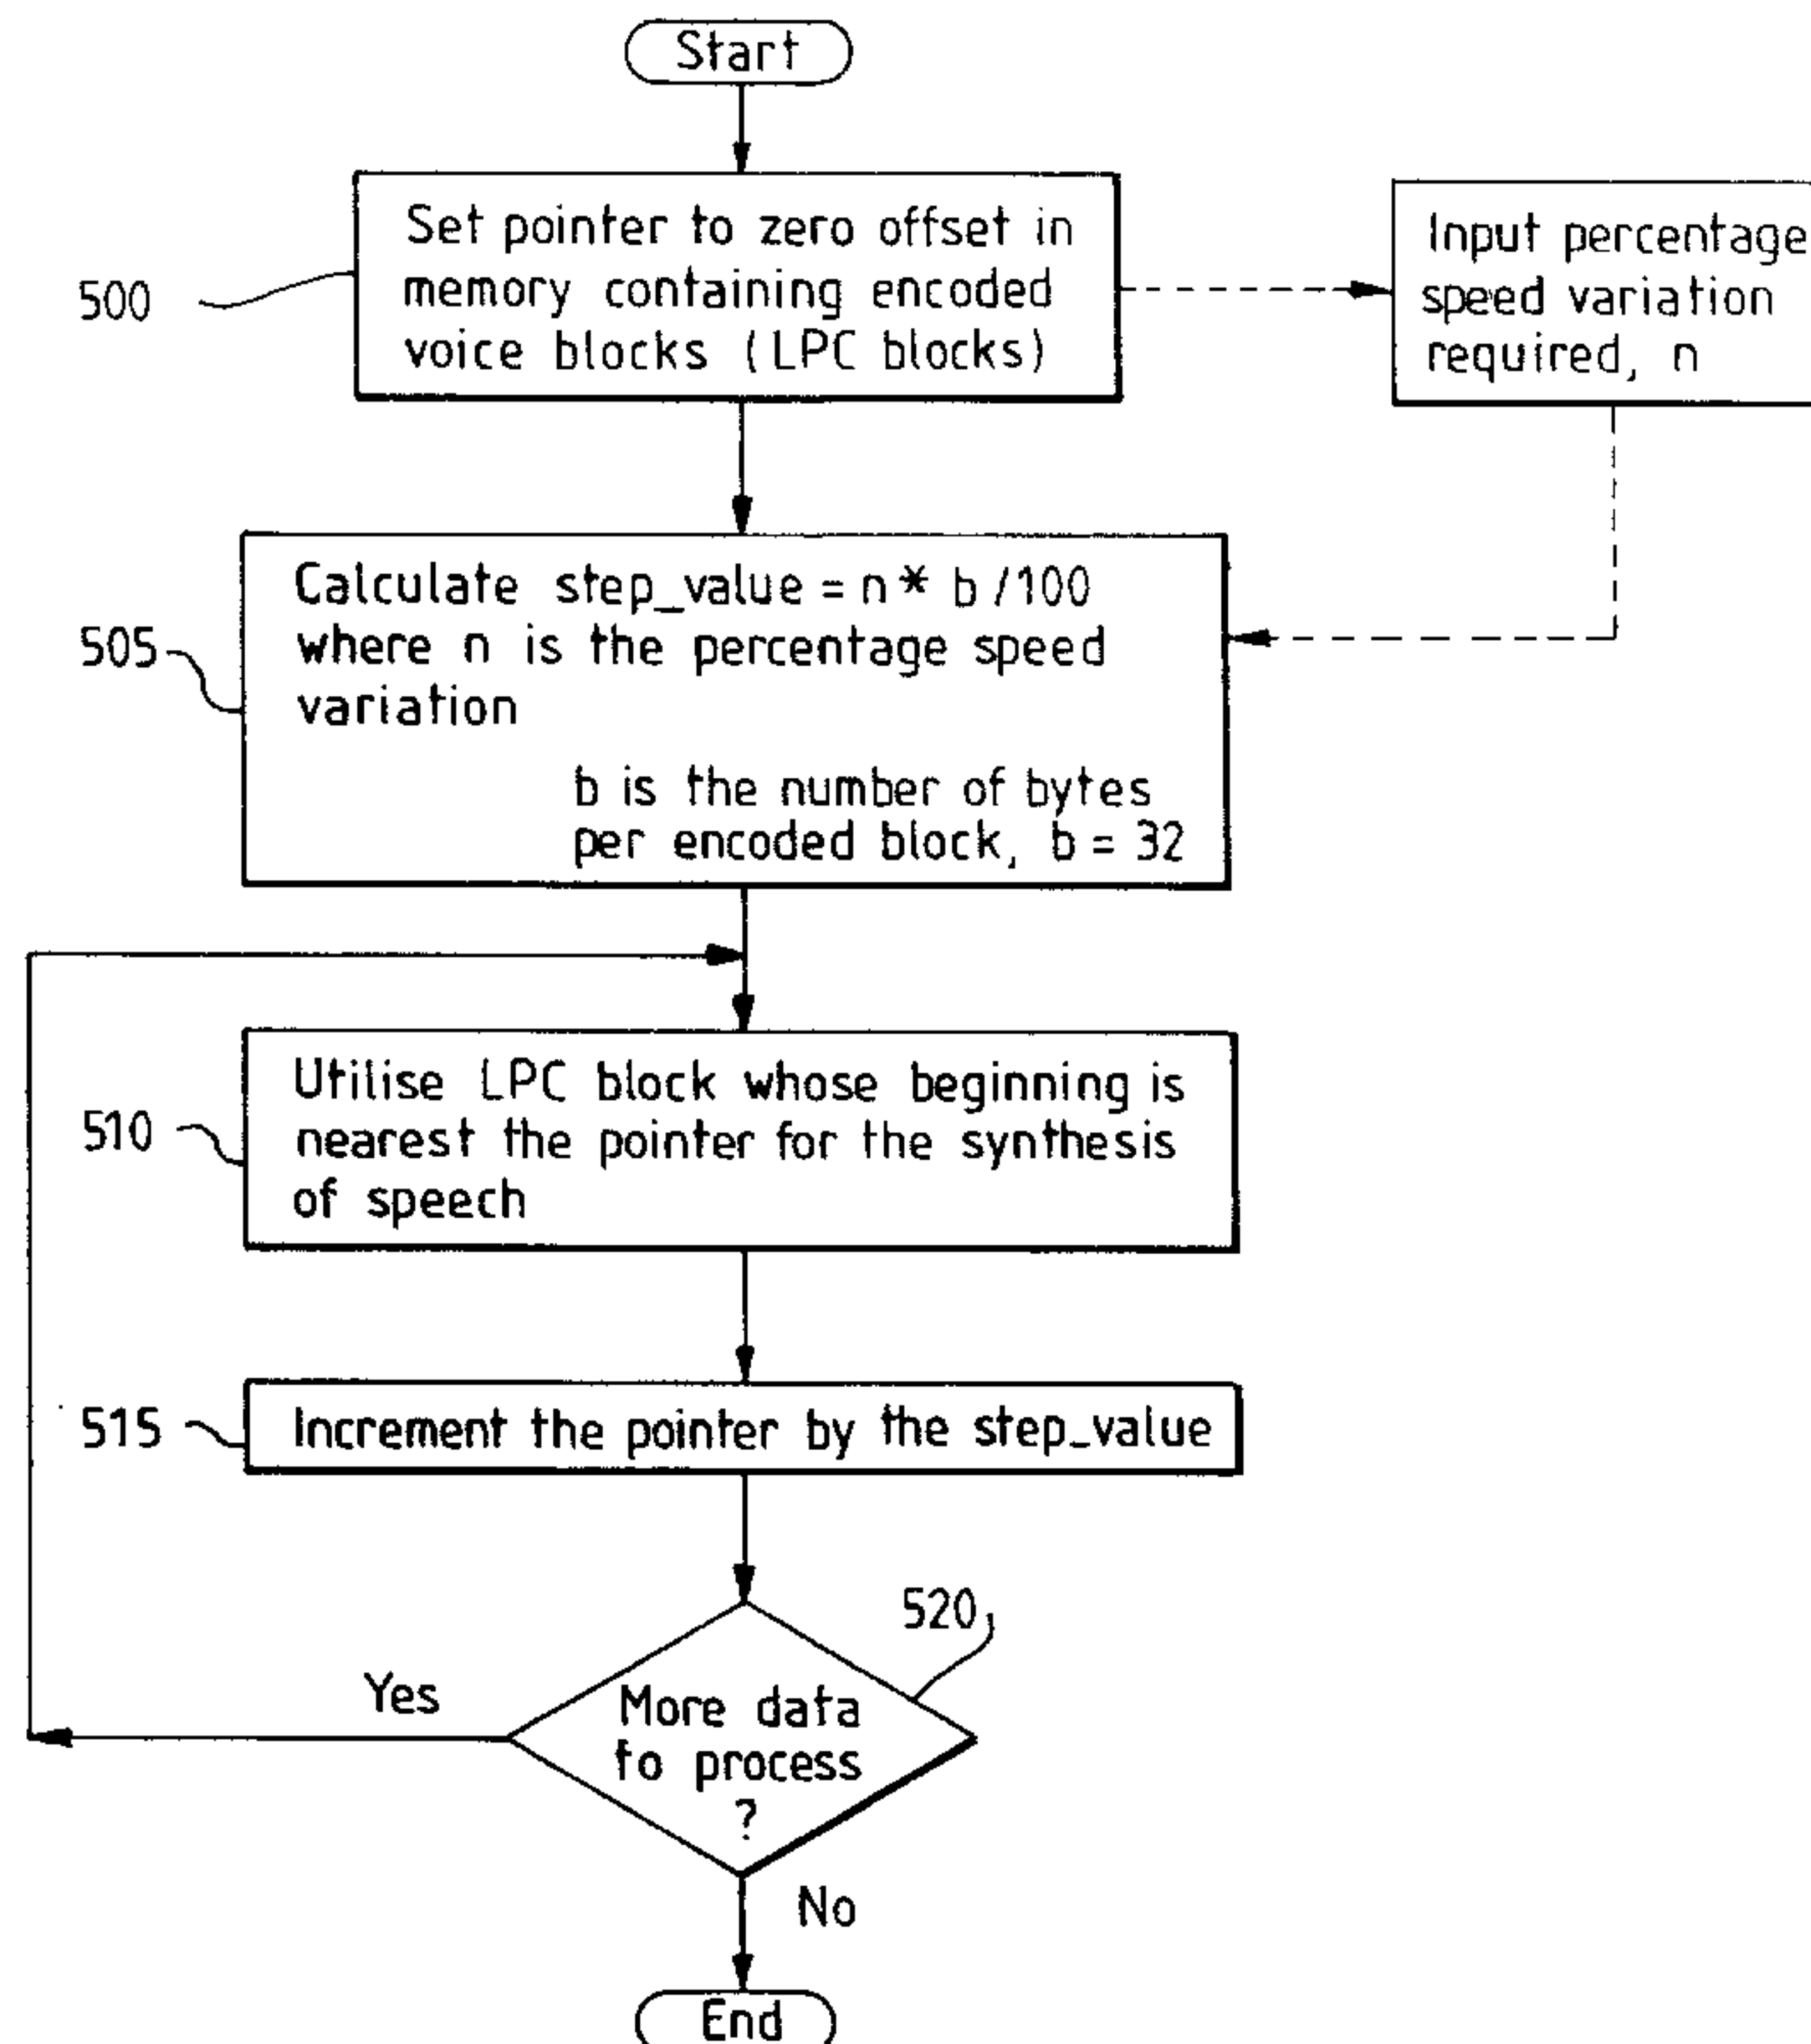 Start
Set pointer to zero offset in
memory containing encoded
voice blocks (LPC blocks)
500
Input percentage
speed variation
required, n
Calculate step_value = n * b /100
where n is the percentage speed
variation
b is the number of bytes
per encoded block, b = 32
505
Utilise LPC block whose beginning is
nearest the pointer for the synthesis
of speech
510
Increment the pointer by the step_value
515
520
More data
to process
?
Yes
No
End